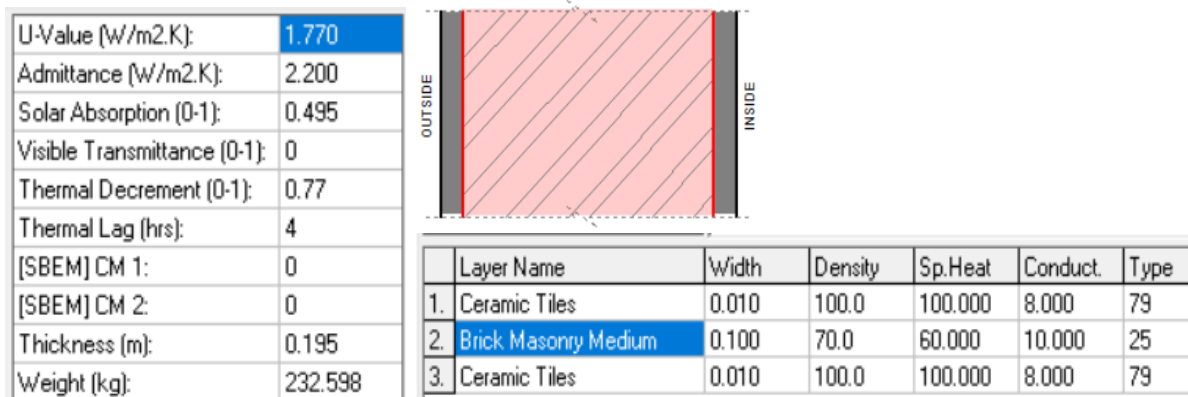 U-Value (W/m2.K): 1.770
Admittance (W/m2.K): 2.200
Solar Absorption (0-1): 0.495
Visible Transmittance (0-1): 0
Thermal Decrement (0-1): 0.77
Thermal Lag (hrs): 4
[SBEM] CM 1: 0
[SBEM] CM 2: 0
Thickness (m): 0.195
Weight (kg): 232.598
OUTSIDE
INSIDE
Layer Name Width Density Sp.Heat Conduct. Type
1. Ceramic Tiles 0.010 100.0 100.000 8.000 79
2. Brick Masonry Medium 0.100 70.0 60.000 10.000 25
3. Ceramic Tiles 0.010 100.0 100.000 8.000 79